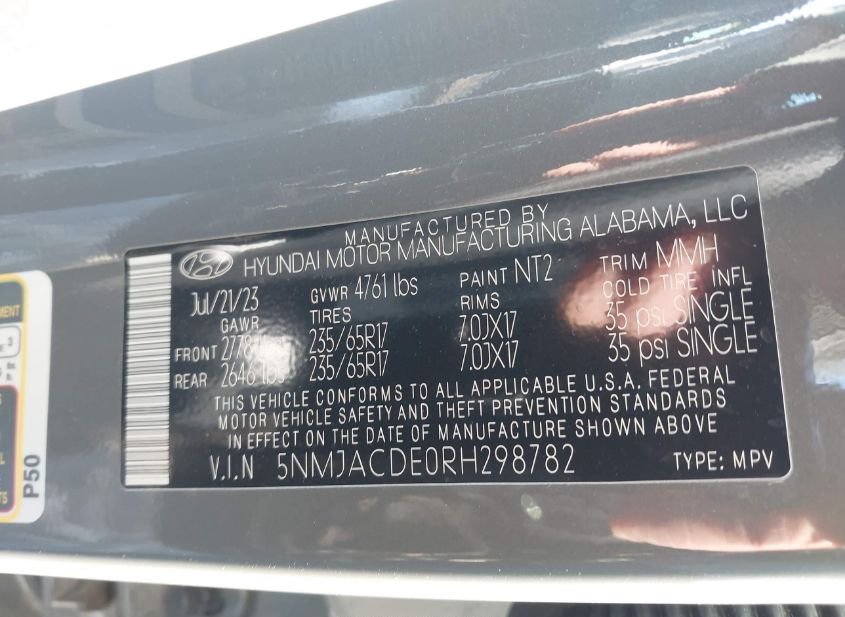 MANUFACTURED BY
HYUNDAI MOTOR MANUFACTURING ALABAMA, LLC
Jul/21/23 GVWR 4761 lbs PAINT NT2 TRIM MMH
GAWR TIRES RIMS COLD TIRE INFL
FRONT 2778 235/65R17 7.0JX17 35 psi SINGLE
REAR 2646 lbs 235/65R17 7.0JX17 35 psi SINGLE
THIS VEHICLE CONFORMS TO ALL APPLICABLE U.S.A. FEDERAL
MOTOR VEHICLE SAFETY AND THEFT PREVENTION STANDARDS
IN EFFECT ON THE DATE OF MANUFACTURE SHOWN ABOVE
V.I.N 5NMJACDE0RH298782 TYPE: MPV
P50